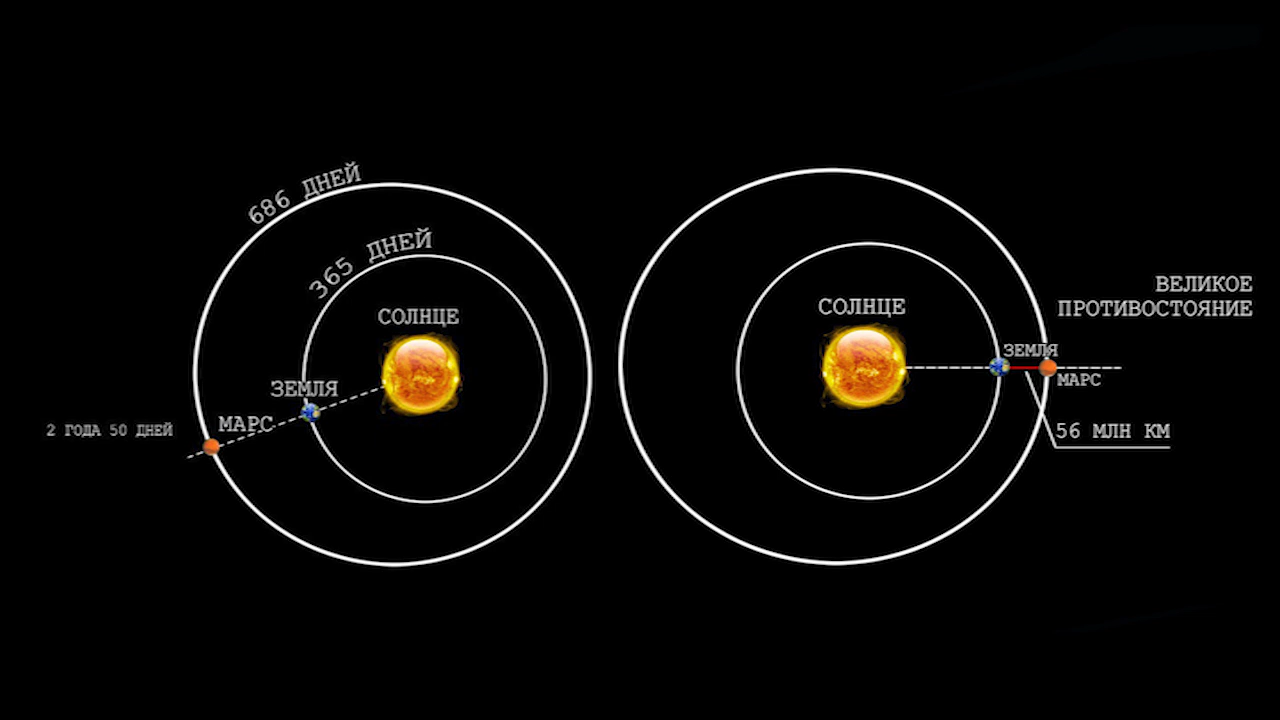 686 ДНЕЙ
365 ДНЕЙ
СОЛНЦЕ
ЗЕМЛЯ
МАРС
2 ГОДА 50 ДНЕЙ
ВЕЛИКОЕ
ПРОТИВОСТОЯНИЕ
СОЛНЦЕ
ЗЕМЛЯ
МАРС
56 МЛН КМ